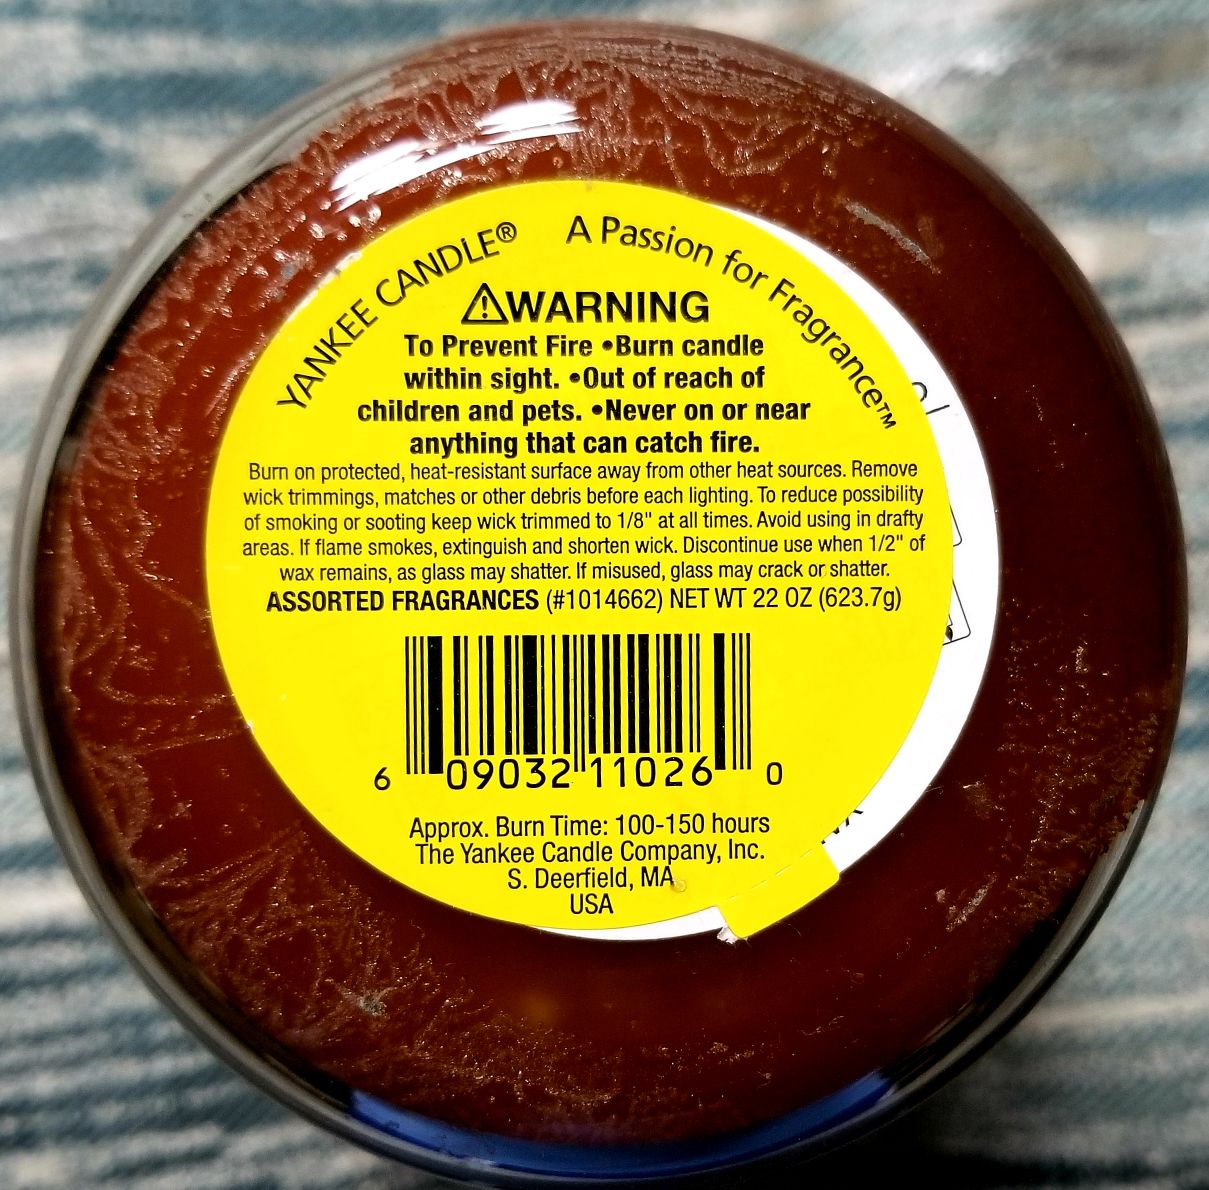 YANKEE CANDLE® A Passion for Fragrance™
⚠WARNING
To Prevent Fire •Burn candle
within sight. •Out of reach of
children and pets. •Never on or near
anything that can catch fire.
Burn on protected, heat-resistant surface away from other heat sources. Remove
wick trimmings, matches or other debris before each lighting. To reduce possibility
of smoking or sooting keep wick trimmed to 1/8" at all times. Avoid using in drafty
areas. If flame smokes, extinguish and shorten wick. Discontinue use when 1/2" of
wax remains, as glass may shatter. If misused, glass may crack or shatter.
ASSORTED FRAGRANCES (#1014662) NET WT 22 OZ (623.7g)
6 09032 11026 0
Approx. Burn Time: 100-150 hours
The Yankee Candle Company, Inc.
S. Deerfield, MA
USA